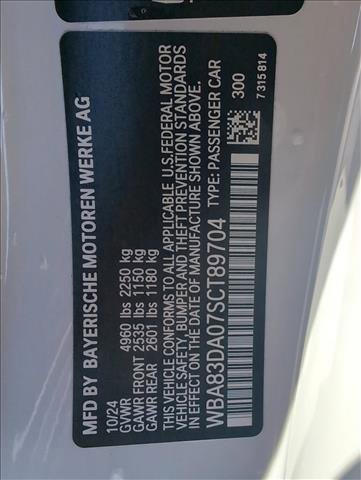 MFD BY BAYERISCHE MOTOREN WERKE AG
10/24
GVWR 4960 lbs 2250 kg
GAWR FRONT 2535 lbs 1150 kg
GAWR REAR 2601 lbs 1180 kg
THIS VEHICLE CONFORMS TO ALL APPLICABLE U.S. FEDERAL MOTOR
VEHICLE SAFETY, BUMPER AND THEFT PREVENTION STANDARDS
IN EFFECT ON THE DATE OF MANUFACTURE SHOWN ABOVE.
WBA83DA07SCT89704 TYPE: PASSENGER CAR
300
7315814